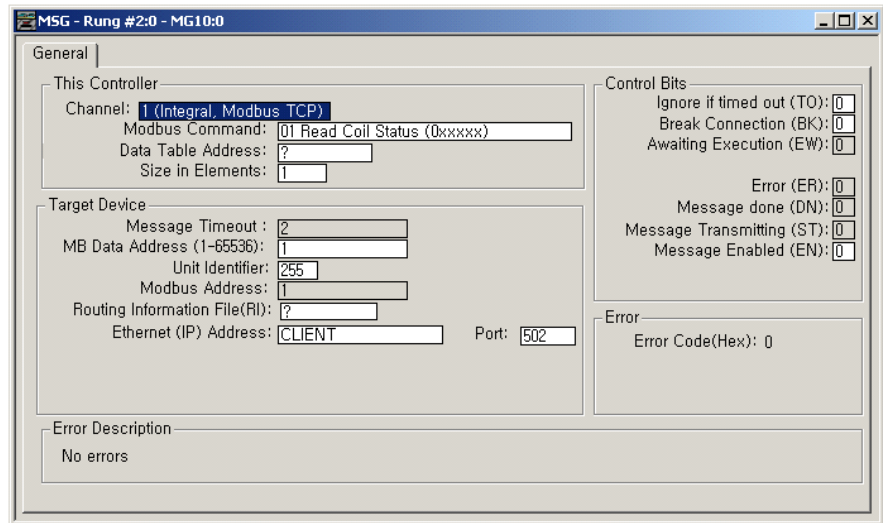 MSG - Rung #2:0 - MG10:0
General
This Controller
Channel: 1 (Integral, Modbus TCP)
Modbus Command: 01 Read Coil Status (0xxxxx)
Data Table Address: ?
Size in Elements: 1
Target Device
Message Timeout : 2
MB Data Address (1-65536): 1
Unit Identifier: 255
Modbus Address: 1
Routing Information File(RI): ?
Ethernet (IP) Address: CLIENT Port: 502
Control Bits
Ignore if timed out (TO): 0
Break Connection (BK): 0
Awaiting Execution (EW): 0
Error (ER): 0
Message done (DN): 0
Message Transmitting (ST): 0
Message Enabled (EN): 0
Error
Error Code(Hex): 0
Error Description
No errors